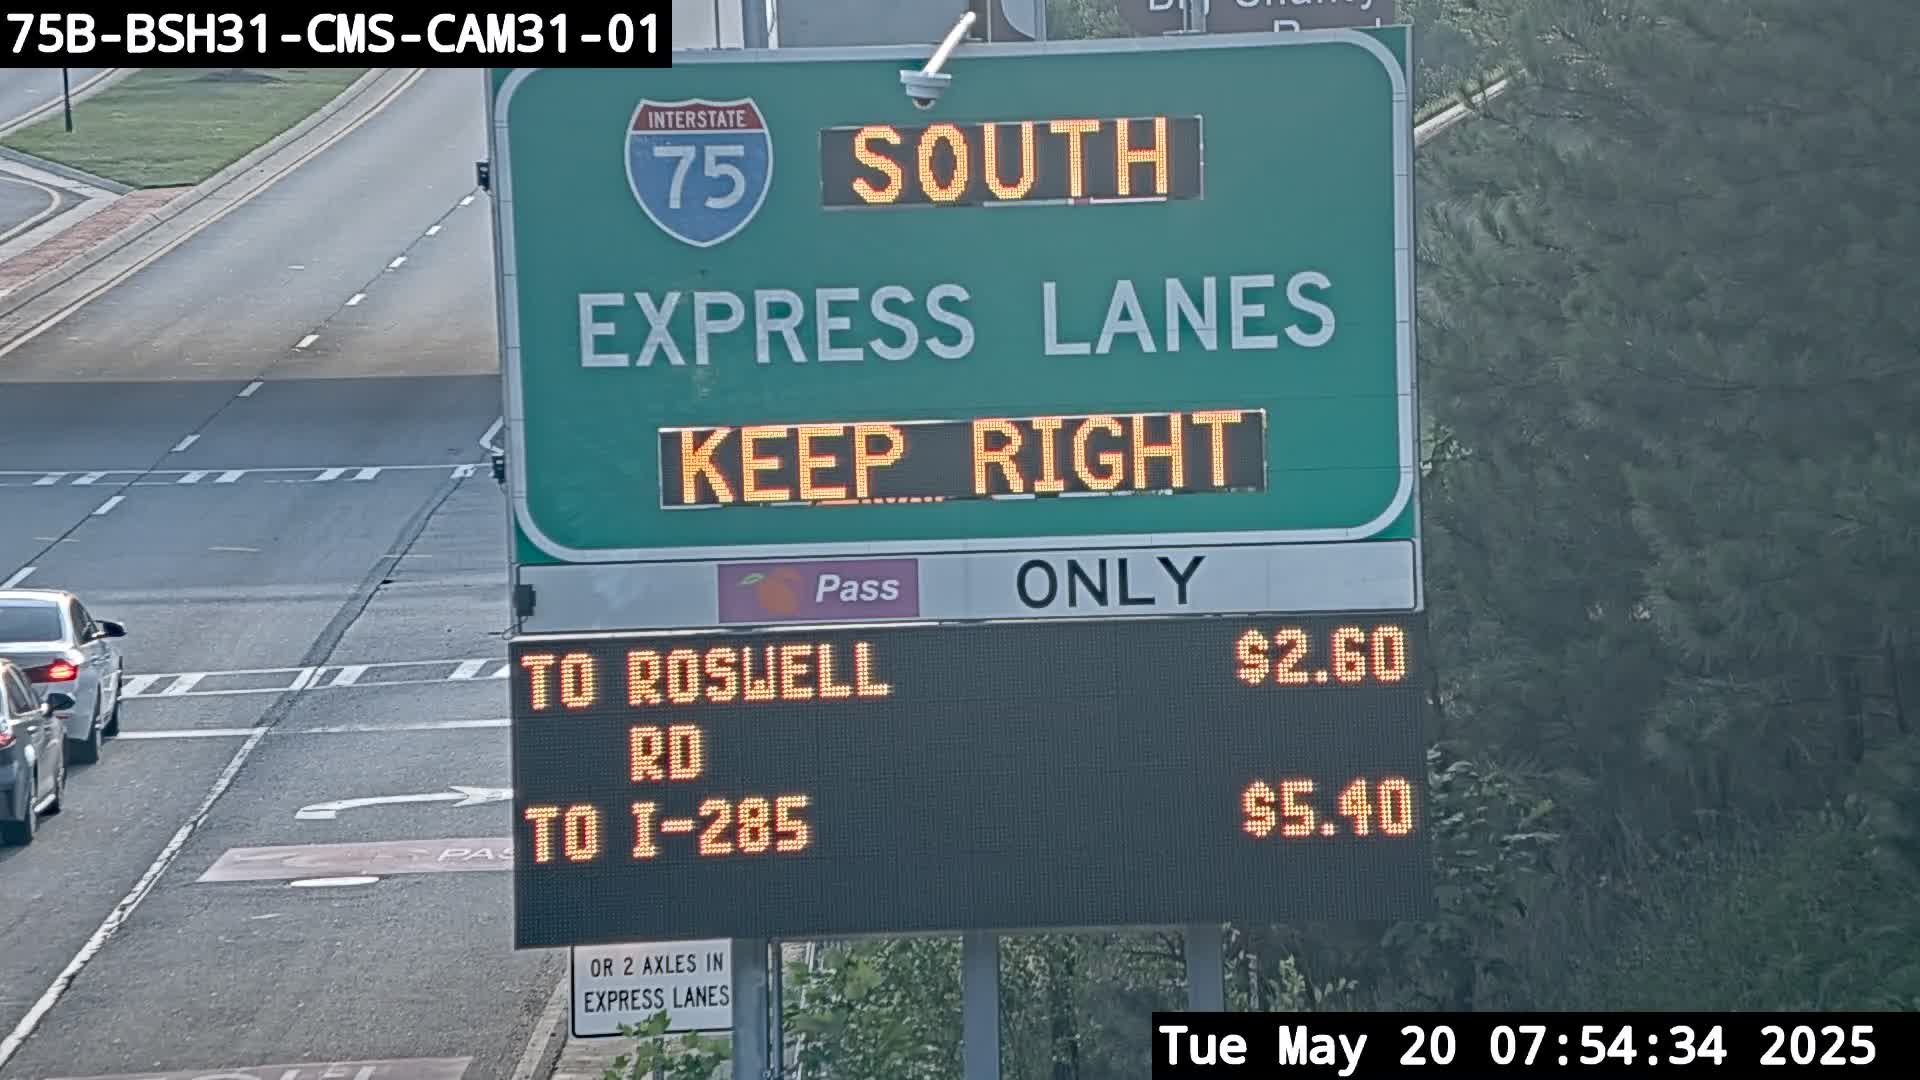 75B-BSH31-CMS-CAM31-01
INTERSTATE
75
SOUTH
EXPRESS LANES
KEEP RIGHT
Pass ONLY
TO ROSWELL $2.60
RD
TO I-285 $5.40
OR 2 AXLES IN
EXPRESS LANES
Tue May 20 07:54:34 2025